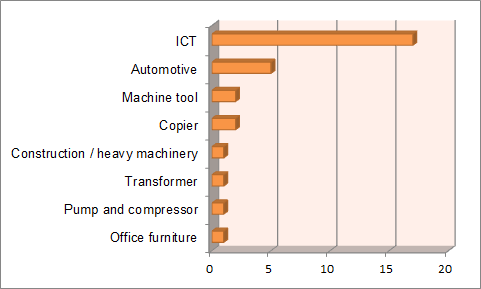 ICT
Automotive
Machine tool
Copier
Construction / heavy machinery
Transformer
Pump and compressor
Office furniture
0 5 10 15 20